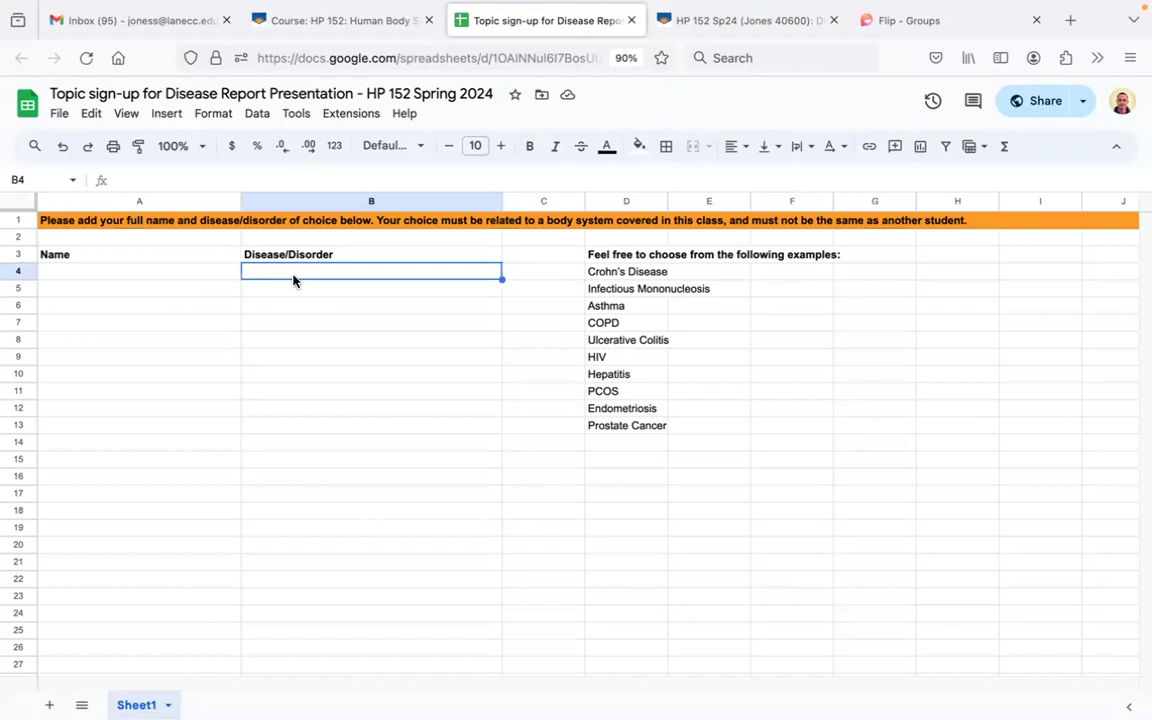 Inbox (95) - joness@lanecc.edu
Course: HP 152: Human Body S
Topic sign-up for Disease Repo
HP 152 Sp24 (Jones 40600): D
Flip - Groups
https://docs.google.com/spreadsheets/d/
90%
Search
Topic sign-up for Disease Report Presentation - HP 152 Spring 2024
File Edit View Insert Format Data Tools Extensions Help
Share
100% $ % .0 .00 123 Defaul... - 10 + B I S A Σ
B4 fx
A B C D E F G H I J
1 Please add your full name and disease/disorder of choice below. Your choice must be related to a body system covered in this class, and must not be the same as another student.
2
3 Name Disease/Disorder Feel free to choose from the following examples:
4 Crohn's Disease
5 Infectious Mononucleosis
6 Asthma
7 COPD
8 Ulcerative Colitis
9 HIV
10 Hepatitis
11 PCOS
12 Endometriosis
13 Prostate Cancer
14
15
16
17
18
19
20
21
22
23
24
25
26
27
Sheet1